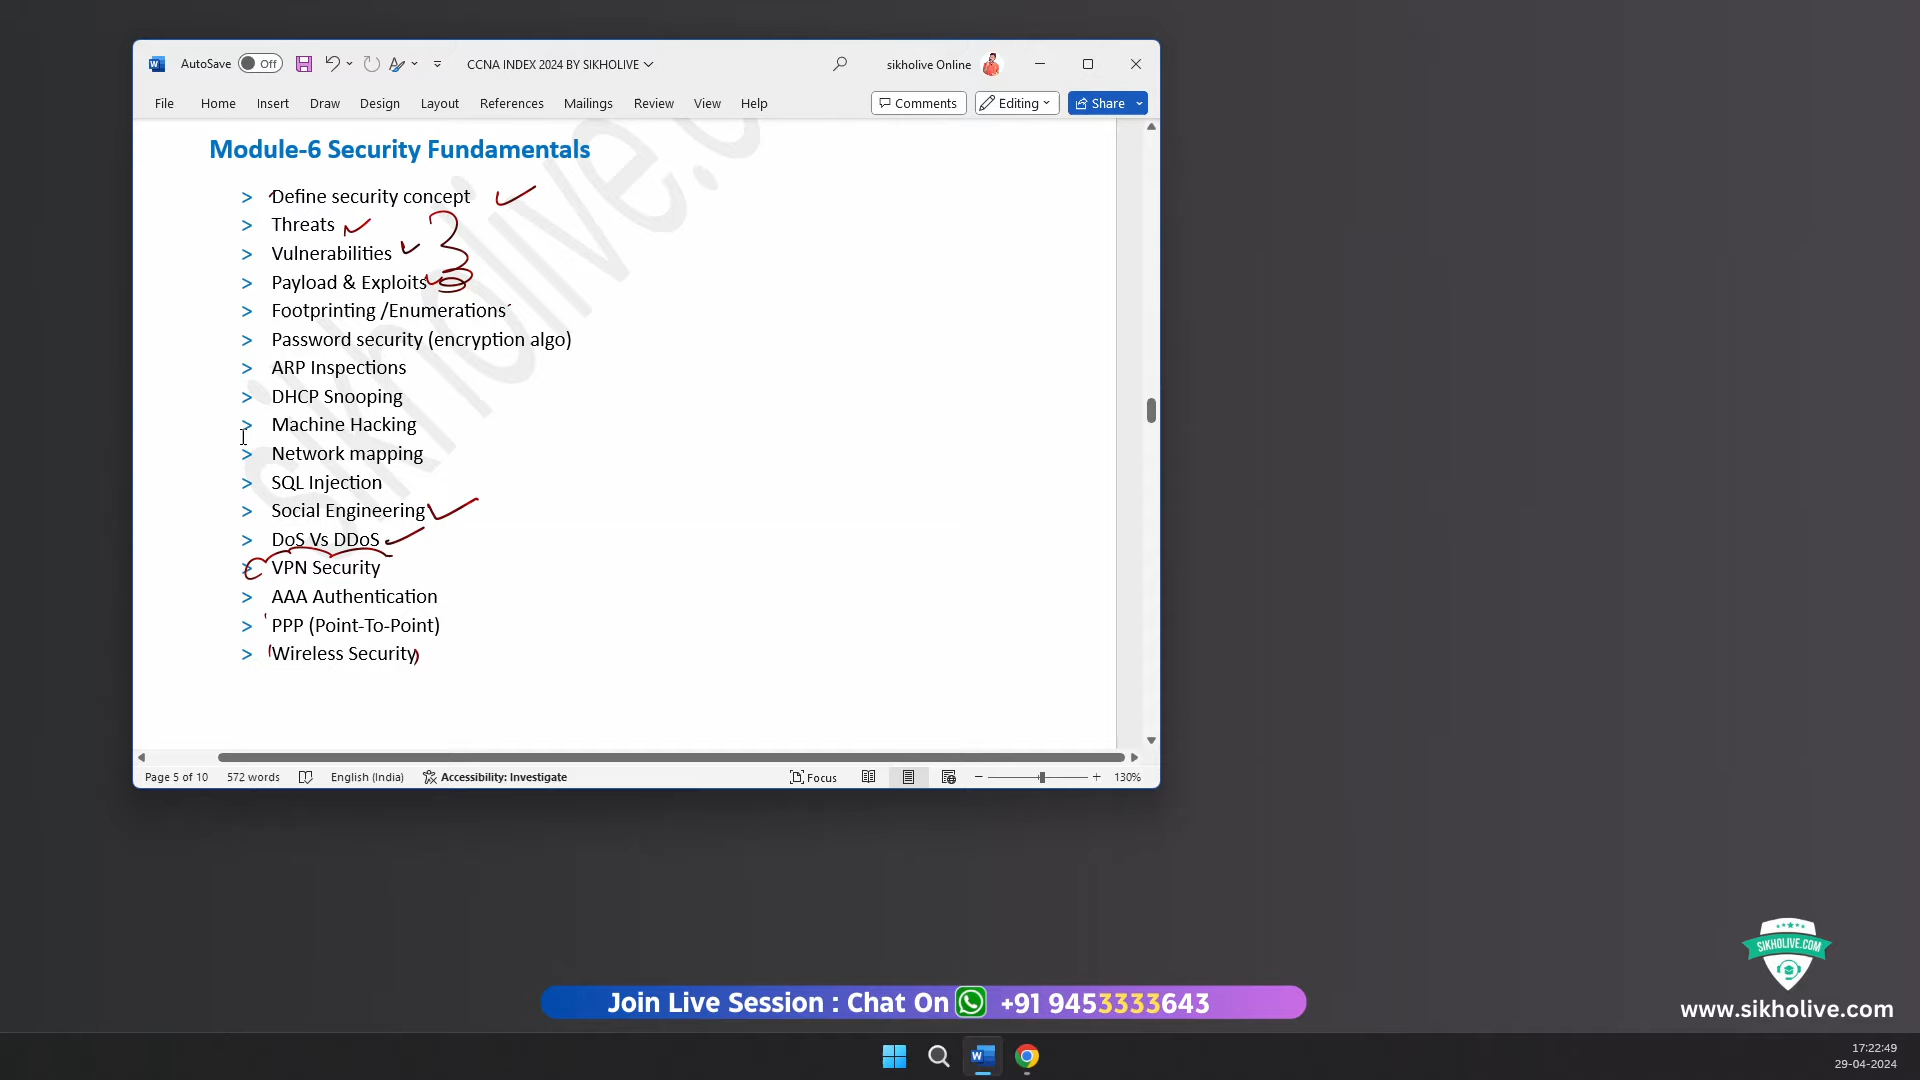 AutoSave Off CCNA INDEX 2024 BY SIKHOLIVE sikholive Online
File Home Insert Draw Design Layout References Mailings Review View Help Comments Editing Share
Module-6 Security Fundamentals
> Define security concept
> Threats
> Vulnerabilities
> Payload & Exploits
> Footprinting /Enumerations
> Password security (encryption algo)
> ARP Inspections
> DHCP Snooping
> Machine Hacking
> Network mapping
> SQL Injection
> Social Engineering
> DoS Vs DDoS
> VPN Security
> AAA Authentication
> PPP (Point-To-Point)
> Wireless Security
sikholive.c
Page 5 of 10 572 words English (India) Accessibility: Investigate Focus 130%
SIKHOLIVE.COM
www.sikholive.com
Join Live Session : Chat On +91 9453333643
17:22:49
29-04-2024